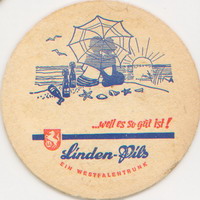 ...weil es so gut ist!
Linden-Pils
EIN WESTFALENTRUNK